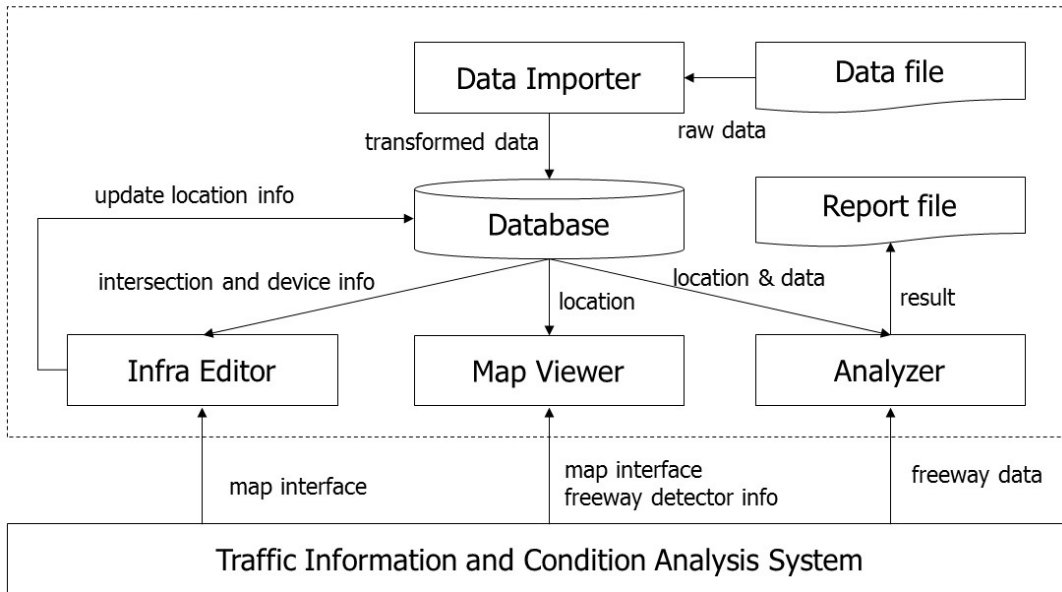 Data Importer
Data file
raw data
transformed data
update location info
Database
Report file
intersection and device info
location
location & data
result
Infra Editor
Map Viewer
Analyzer
map interface
map interface
freeway detector info
freeway data
Traffic Information and Condition Analysis System